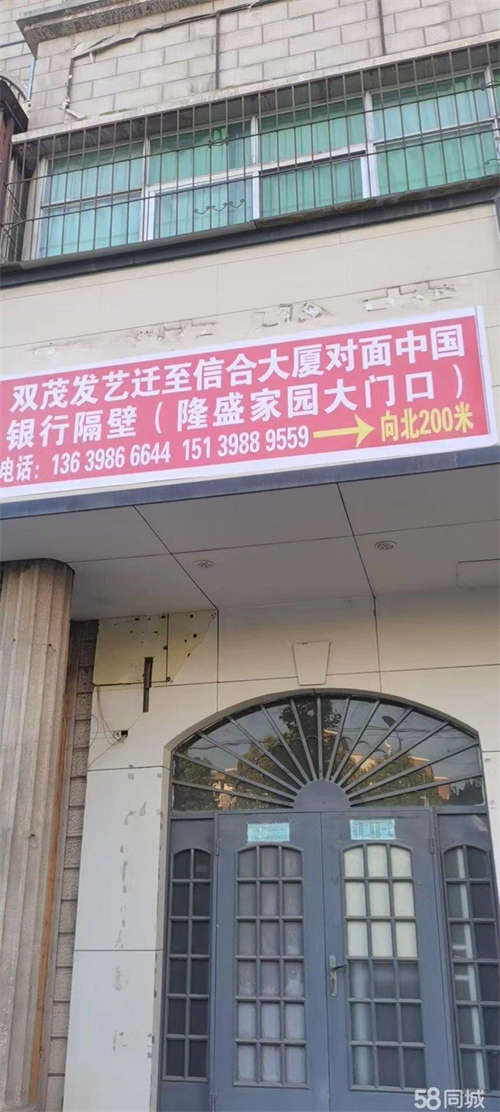 双茂发艺迁至信合大厦对面中国
银行隔壁（隆盛家园大门口）
电话：136 3986 6644 151 3988 9559 → 向北200米
58同城